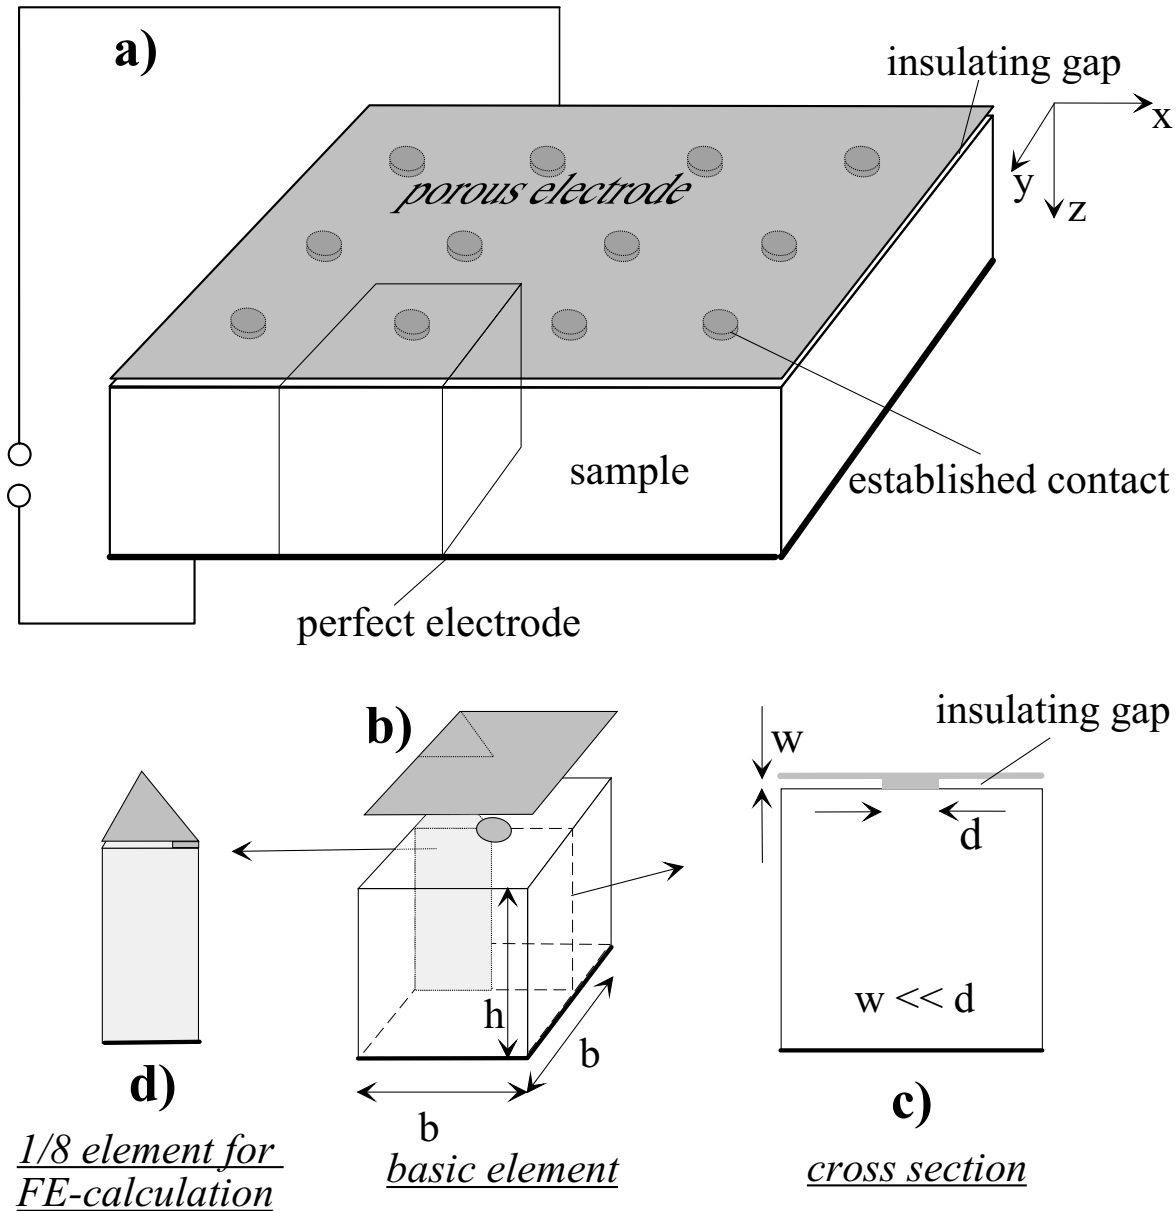 a)
insulating gap
x
y
z
porous electrode
sample
established contact
perfect electrode
b)
insulating gap
w
d
h
w << d
b
b
d)
c)
1/8 element for
FE-calculation
basic element
cross section